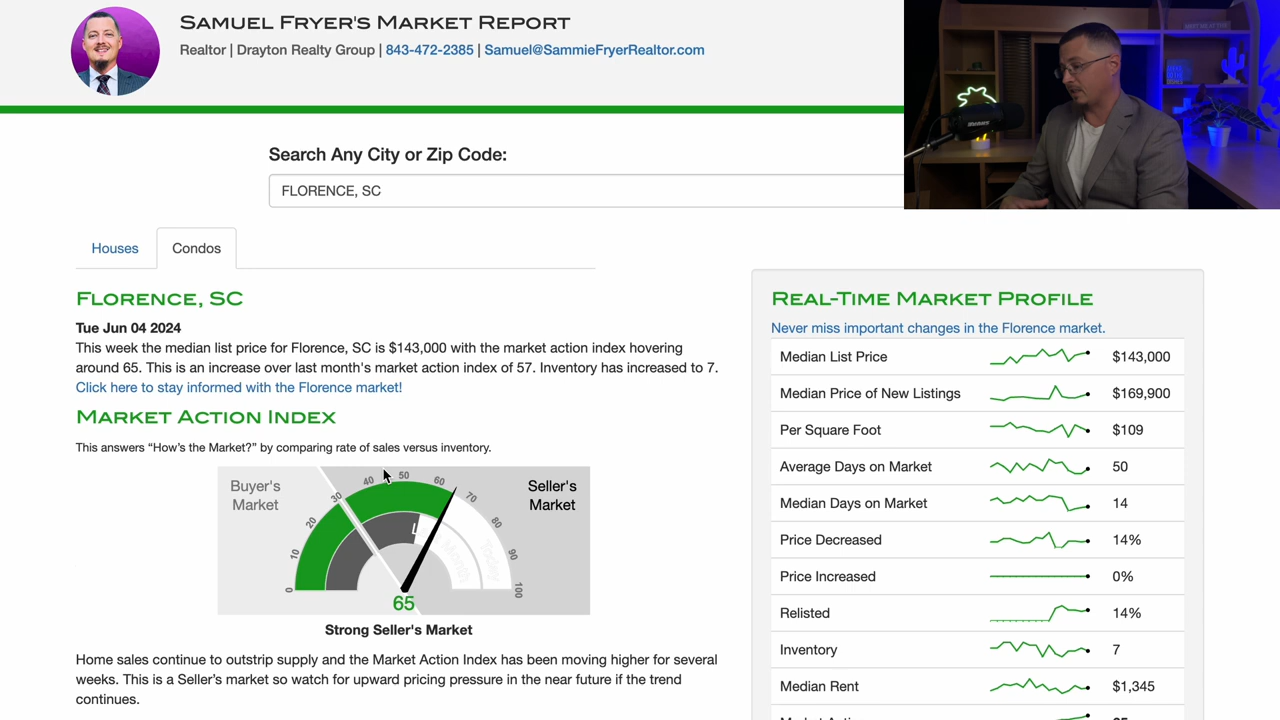 SAMUEL FRYER'S MARKET REPORT
Realtor | Drayton Realty Group | 843-472-2385 | Samuel@SammieFryerRealtor.com
Search Any City or Zip Code:
FLORENCE, SC
Houses
Condos
FLORENCE, SC
Tue Jun 04 2024
This week the median list price for Florence, SC is $143,000 with the market action index hovering
around 65. This is an increase over last month's market action index of 57. Inventory has increased to 7.
Click here to stay informed with the Florence market!
MARKET ACTION INDEX
This answers “How's the Market?” by comparing rate of sales versus inventory.
Buyer's
Market
Seller's
Market
0
10
20
30
40
50
60
70
80
90
100
Month
Today
65
Strong Seller's Market
Home sales continue to outstrip supply and the Market Action Index has been moving higher for several
weeks. This is a Seller's market so watch for upward pricing pressure in the near future if the trend
continues.
REAL-TIME MARKET PROFILE
Never miss important changes in the Florence market.
Median List Price $143,000
Median Price of New Listings $169,900
Per Square Foot $109
Average Days on Market 50
Median Days on Market 14
Price Decreased 14%
Price Increased 0%
Relisted 14%
Inventory 7
Median Rent $1,345